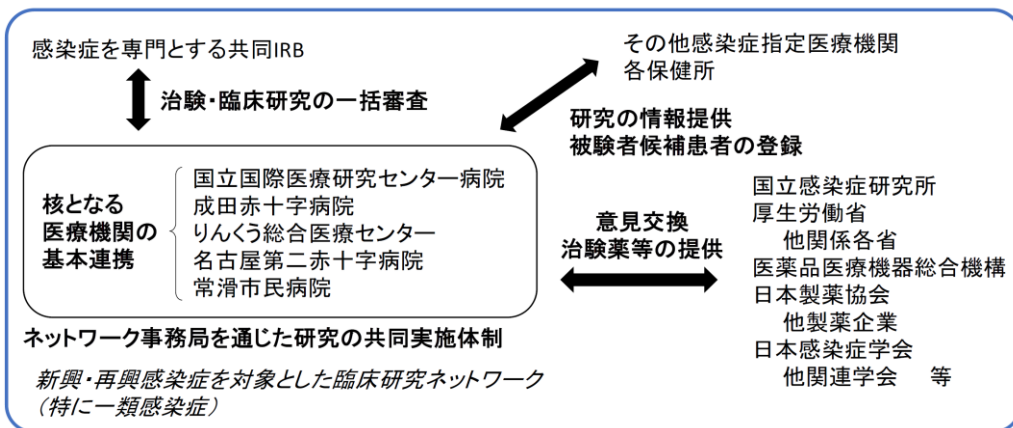 感染症を専門とする共同IRB
治験・臨床研究の一括審査
その他感染症指定医療機関
各保健所
研究の情報提供
被験者候補患者の登録
核となる
医療機関の
基本連携
国立国際医療研究センター病院
成田赤十字病院
りんくう総合医療センター
名古屋第二赤十字病院
常滑市民病院
意見交換
治験薬等の提供
国立感染症研究所
厚生労働省
他関係各省
医薬品医療機器総合機構
日本製薬協会
他製薬企業
日本感染症学会
他関連学会 等
ネットワーク事務局を通じた研究の共同実施体制
新興・再興感染症を対象とした臨床研究ネットワーク
（特に一類感染症）